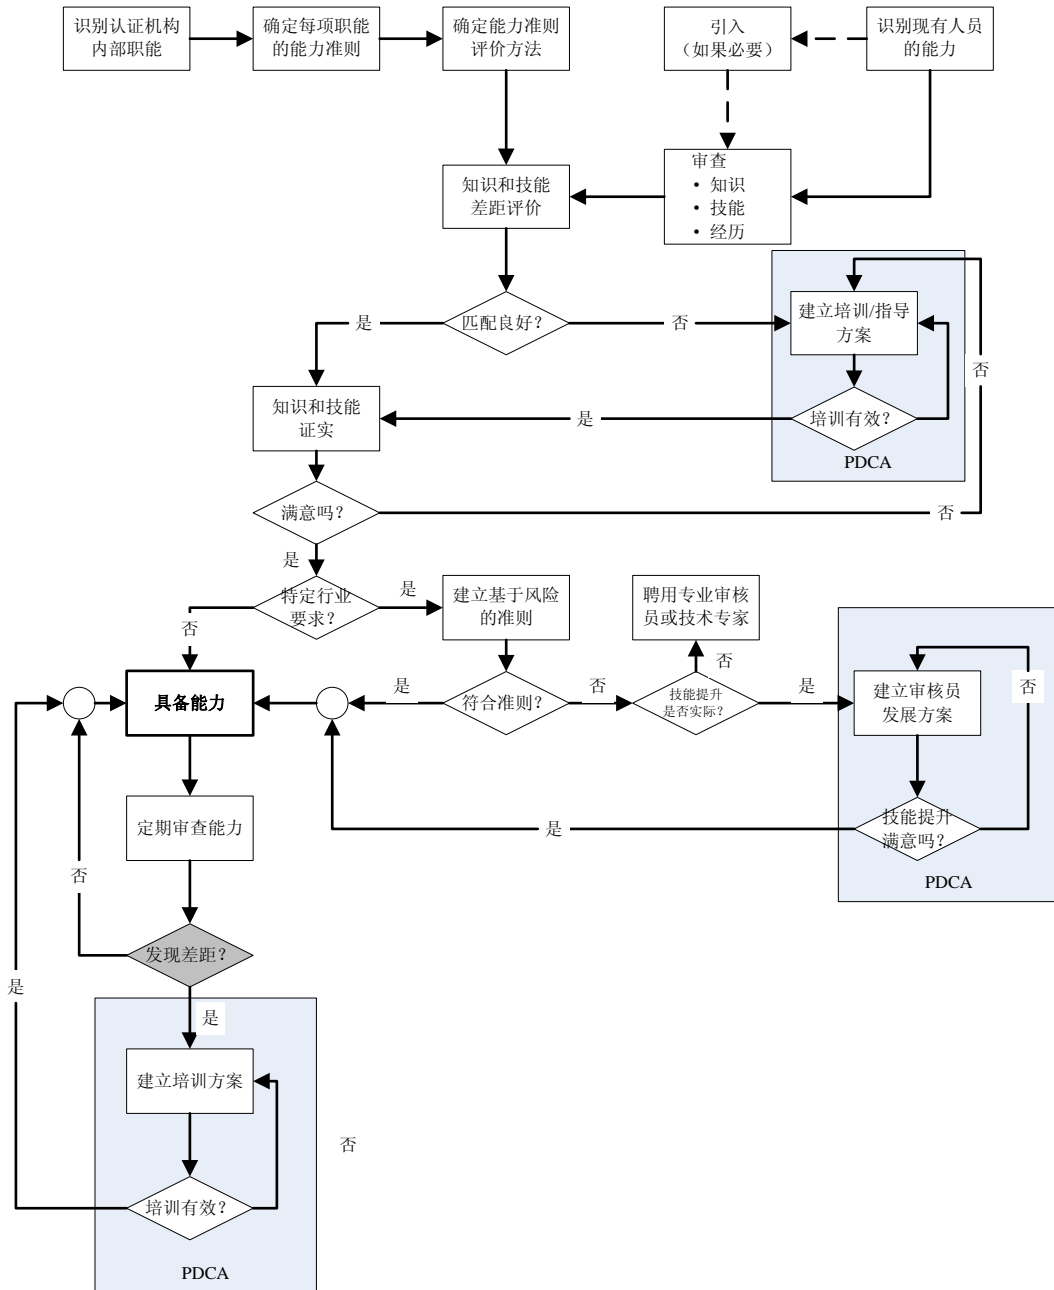 识别认证机构
内部职能
确定每项职能
的能力准则
确定能力准则
评价方法
引入
（如果必要）
识别现有人员
的能力
知识和技能
差距评价
审查
• 知识
• 技能
• 经历
是
匹配良好？
否
建立培训/指导
方案
否
知识和技能
证实
是
培训有效？
PDCA
满意吗？
否
是
特定行业
要求？
是
建立基于风险
的准则
聘用专业审核
员或技术专家
否
否
具备能力
是
符合准则？
否
技能提升
是否实际？
是
建立审核员
发展方案
否
定期审查能力
是
技能提升
满意吗？
PDCA
否
发现差距？
是
是
建立培训方案
否
培训有效？
PDCA